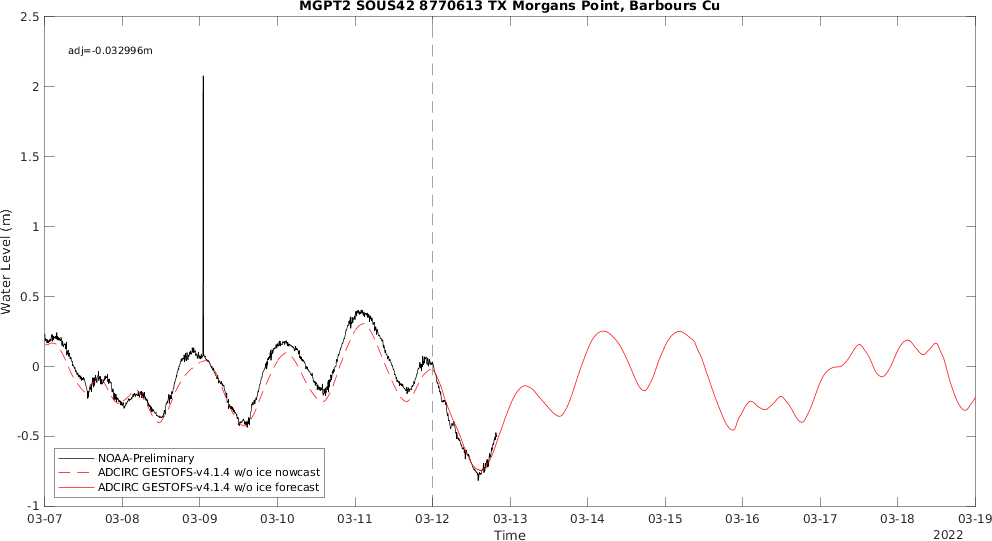 MGPT2 SOUS42 8770613 TX Morgans Point, Barbours Cu
2.5
adj=-0.032996m
2
1.5
1
0.5
0
-0.5
-1
Water Level (m)
NOAA-Preliminary
ADCIRC GESTOFS-v4.1.4 w/o ice nowcast
ADCIRC GESTOFS-v4.1.4 w/o ice forecast
03-07 03-08 03-09 03-10 03-11 03-12 03-13 03-14 03-15 03-16 03-17 03-18 03-19
Time
2022